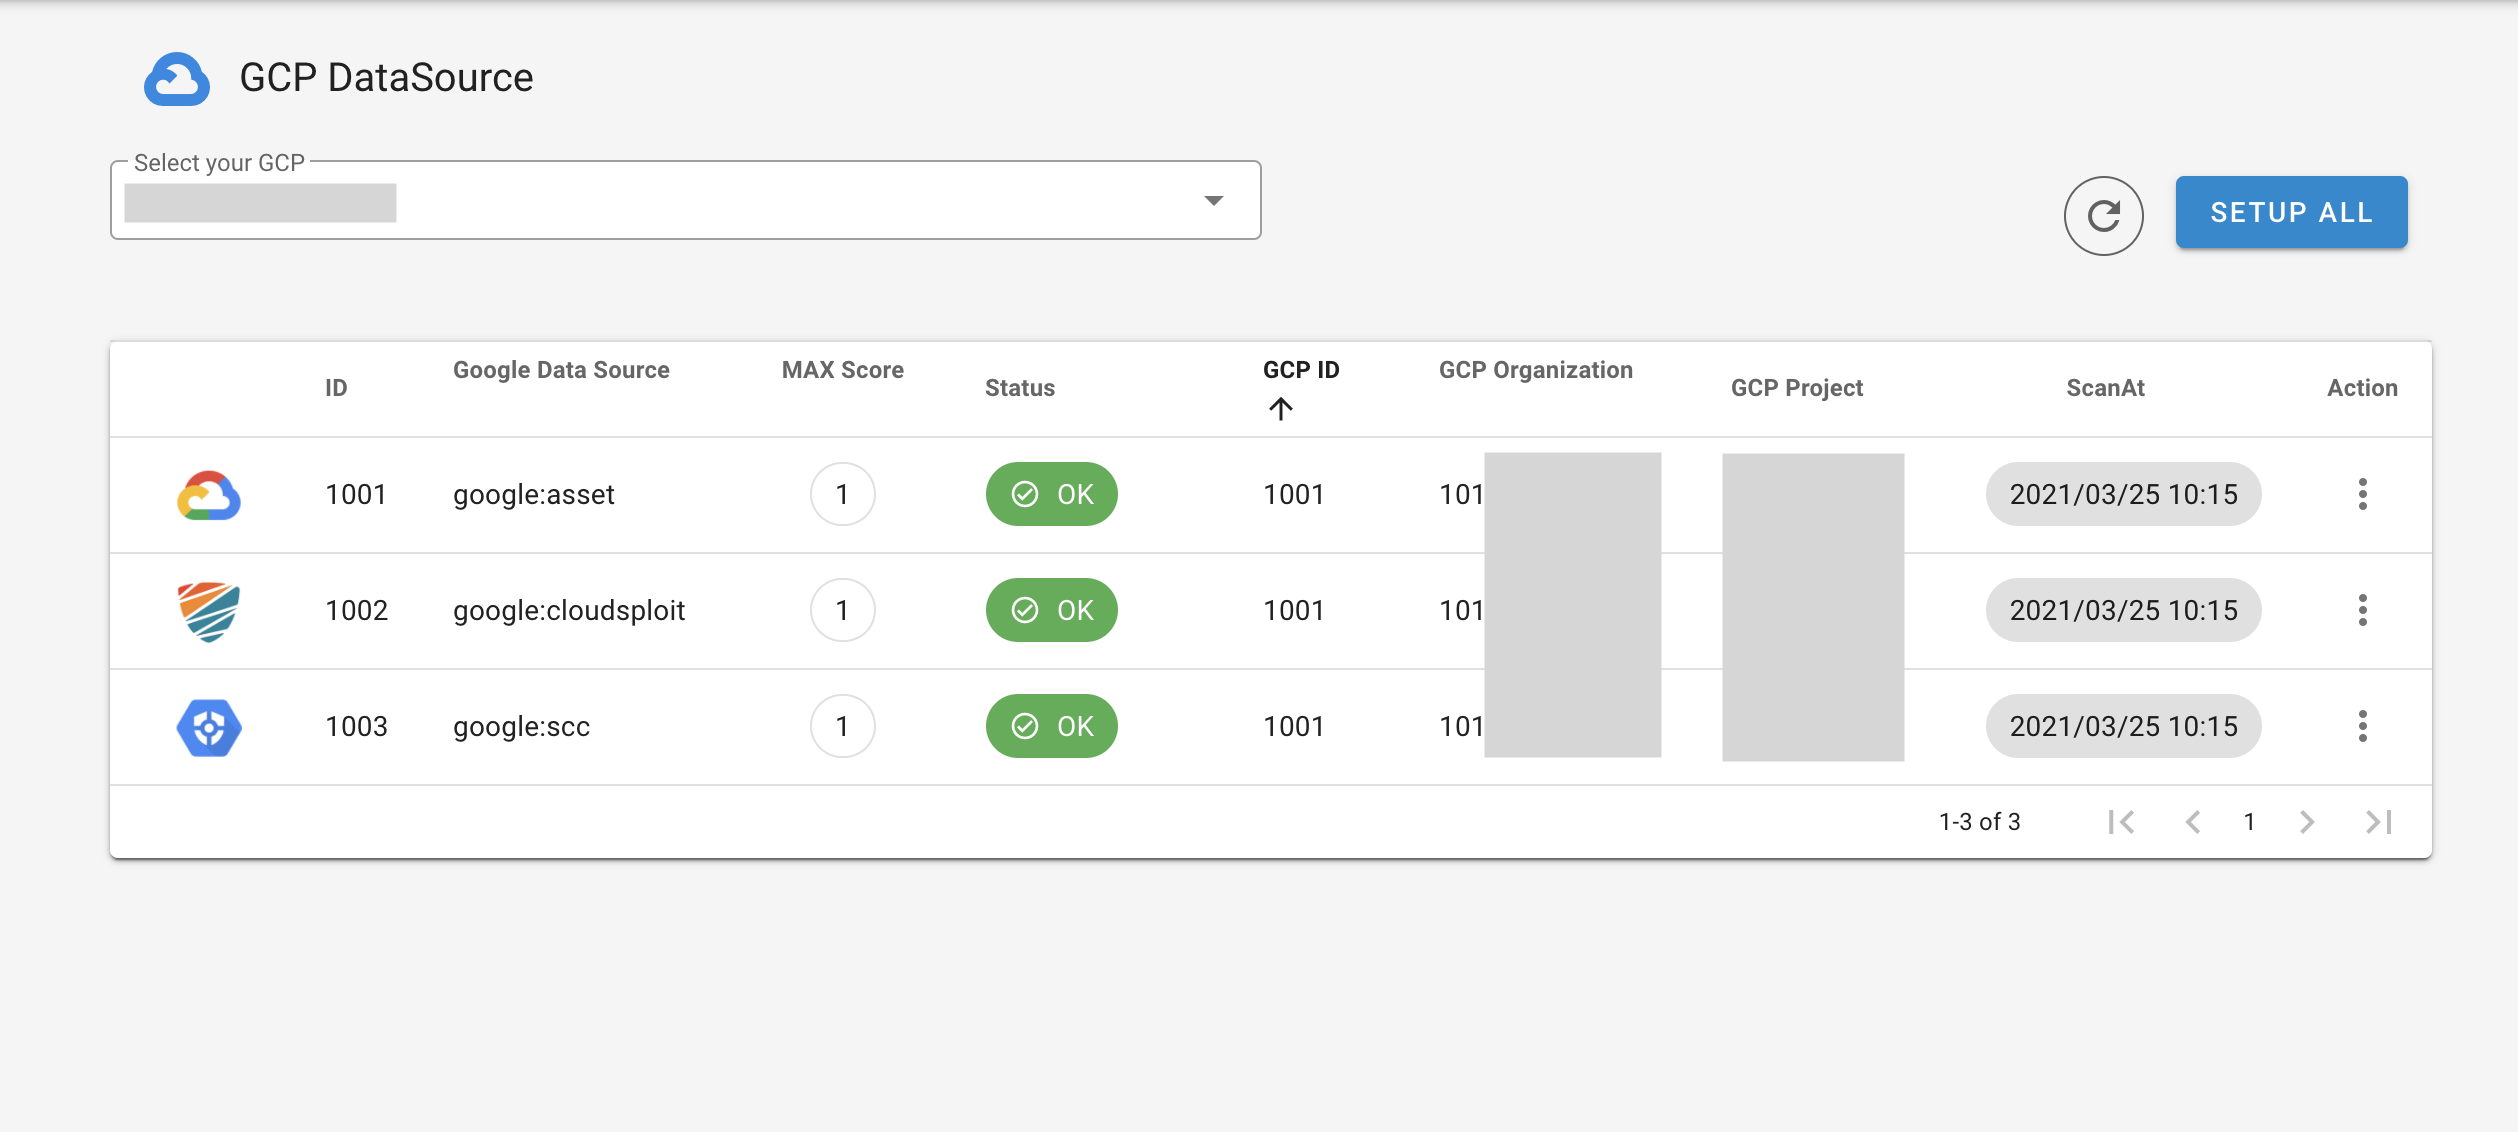 GCP DataSource
Select your GCP
SETUP ALL
ID Google Data Source MAX Score Status GCP ID GCP Organization GCP Project ScanAt Action
1001 google:asset 1 OK 1001 101 2021/03/25 10:15
1002 google:cloudsploit 1 OK 1001 101 2021/03/25 10:15
1003 google:scc 1 OK 1001 101 2021/03/25 10:15
1-3 of 3 1